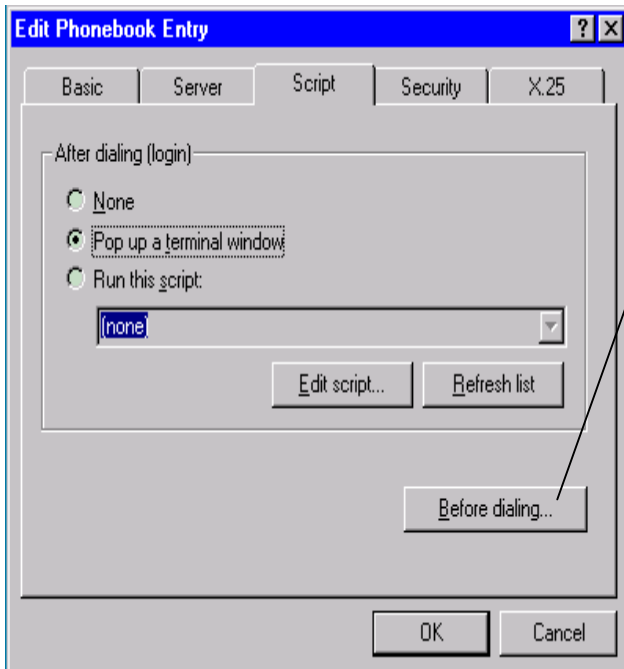 Edit Phonebook Entry
Basic Server Script Security X.25
After dialing (login)
None
Pop up a terminal window
Run this script:
(none)
Edit script... Refresh list
Before dialing...
OK Cancel